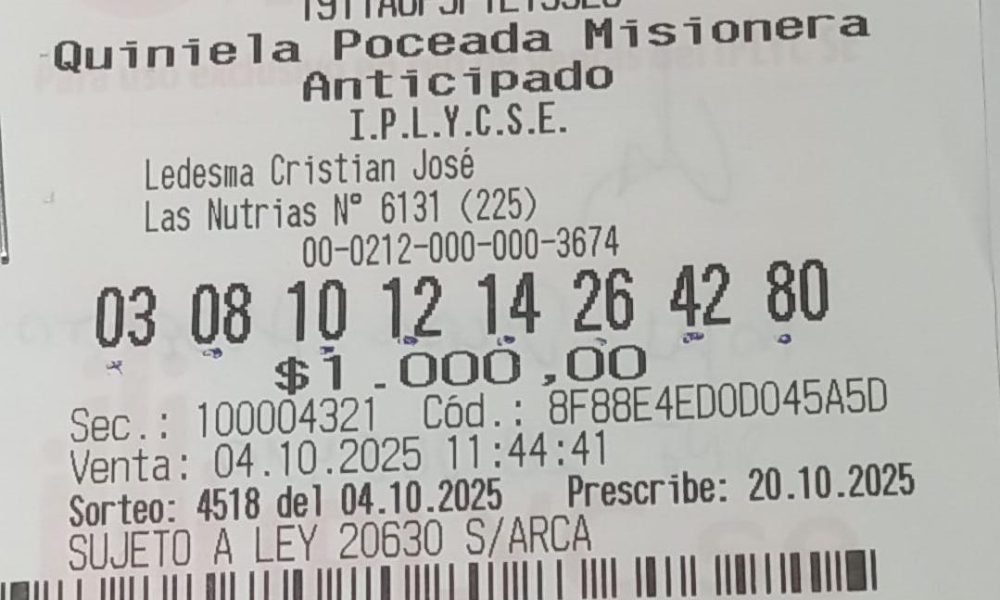 Quiniela Poceada Misionera
Anticipado
I.P.L.Y.C.S.E.
Ledesma Cristian José
Las Nutrias N° 6131 (225)
00-0212-000-000-3674
03 08 10 12 14 26 42 80
$1.000,00
Sec.: 100004321 Cód.: 8F88E4ED0D045A5D
Venta: 04.10.2025 11:44:41
Sorteo: 4518 del 04.10.2025 Prescribe: 20.10.2025
SUJETO A LEY 20630 S/ARCA